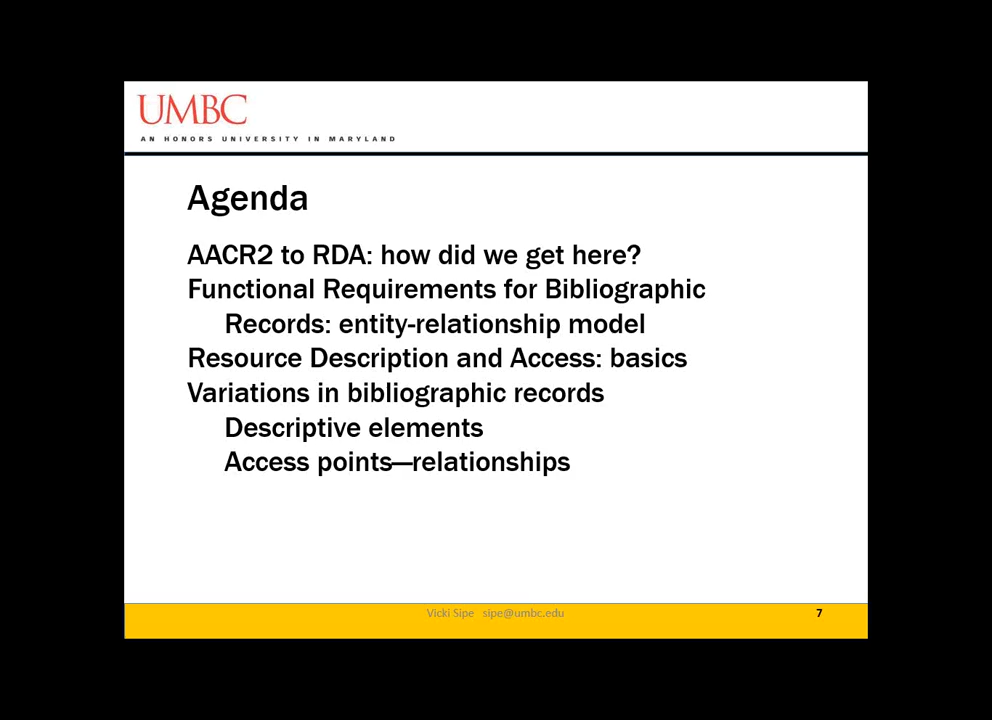 UMBC
AN HONORS UNIVERSITY IN MARYLAND
Agenda
AACR2 to RDA: how did we get here?
Functional Requirements for Bibliographic
Records: entity-relationship model
Resource Description and Access: basics
Variations in bibliographic records
Descriptive elements
Access points—relationships
Vicki Sipe sipe@umbc.edu
7